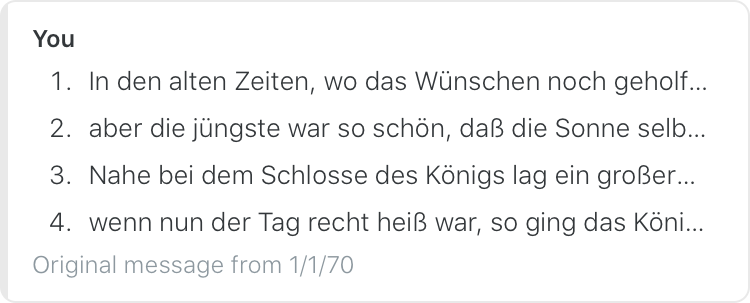 You
1. In den alten Zeiten, wo das Wünschen noch geholf...
2. aber die jüngste war so schön, daß die Sonne selb...
3. Nahe bei dem Schlosse des Königs lag ein großer...
4. wenn nun der Tag recht heiß war, so ging das Köni...
Original message from 1/1/70